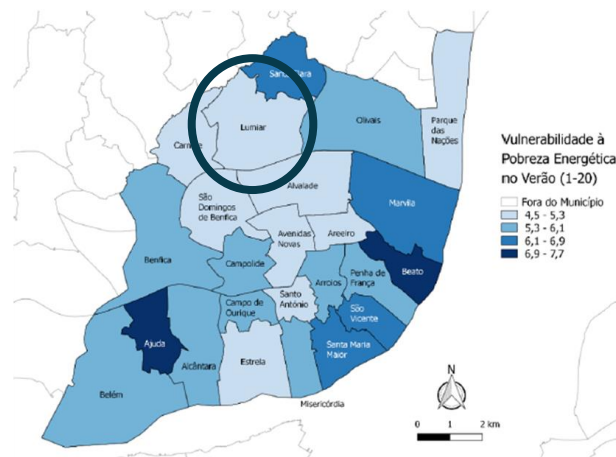 Santa Clara
Lumiar
Olivais
Parque
das
Nações
Carnide
Alvalade
São
Domingos
de Benfica
Avenidas
Novas
Areeiro
Marvila
Benfica
Campolide
Arroios
Penha de
França
Beato
Santo
António
Campo de
Ourique
São
Vicente
Ajuda
Alcântara
Estrela
Santa Maria
Maior
Belém
Misericórdia
Vulnerabilidade à
Pobreza Energética
no Verão (1-20)
Fora do Município
4,5 - 5,3
5,3 - 6,1
6,1 - 6,9
6,9 - 7,7
N
0 1 2 km